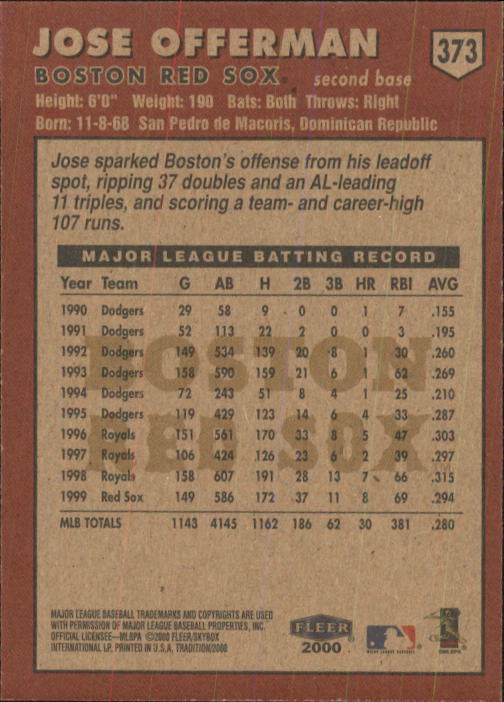 JOSE OFFERMAN
373
BOSTON RED SOX second base
Height: 6'0" Weight: 190 Bats: Both Throws: Right
Born: 11-8-68 San Pedro de Macoris, Dominican Republic
Jose sparked Boston's offense from his leadoff
spot, ripping 37 doubles and an AL-leading
11 triples, and scoring a team- and career-high
107 runs.
MAJOR LEAGUE BATTING RECORD
Year Team G AB H 2B 3B HR RBI AVG
1990 Dodgers 29 58 9 0 0 1 7 .155
1991 Dodgers 52 113 22 2 0 0 3 .195
1992 Dodgers 149 534 139 20 8 1 30 .260
1993 Dodgers 158 590 159 21 6 1 62 .269
1994 Dodgers 72 243 51 8 4 1 25 .210
1995 Dodgers 119 429 123 14 6 4 33 .287
1996 Royals 151 561 170 33 8 5 47 .303
1997 Royals 106 424 126 23 6 2 39 .297
1998 Royals 158 607 191 28 13 7 66 .315
1999 Red Sox 149 586 172 37 11 8 69 .294
MLB TOTALS 1143 4145 1162 186 62 30 381 .280
BOSTON
RED SOX
MAJOR LEAGUE BASEBALL TRADEMARKS AND COPYRIGHTS ARE USED
WITH PERMISSION OF MAJOR LEAGUE BASEBALL PROPERTIES, INC.
OFFICIAL LICENSEE—MLBPA ©2000 FLEER/SKYBOX
INTERNATIONAL LP. PRINTED IN U.S.A. TRADITION/2000
FLEER
2000
MAJOR LEAGUE BASEBALL
MLBPA